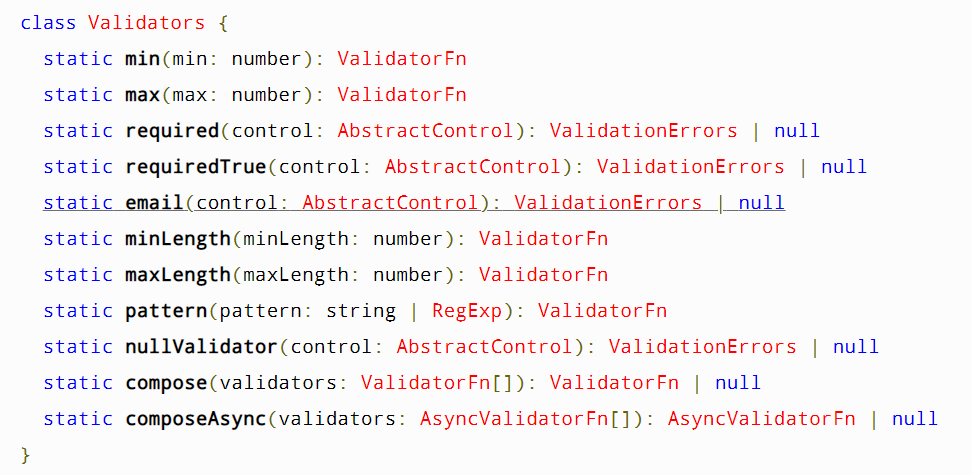 class Validators {
static min(min: number): ValidatorFn
static max(max: number): ValidatorFn
static required(control: AbstractControl): ValidationErrors | null
static requiredTrue(control: AbstractControl): ValidationErrors | null
static email(control: AbstractControl): ValidationErrors | null
static minLength(minLength: number): ValidatorFn
static maxLength(maxLength: number): ValidatorFn
static pattern(pattern: string | RegExp): ValidatorFn
static nullValidator(control: AbstractControl): ValidationErrors | null
static compose(validators: ValidatorFn[]): ValidatorFn | null
static composeAsync(validators: AsyncValidatorFn[]): AsyncValidatorFn | null
}